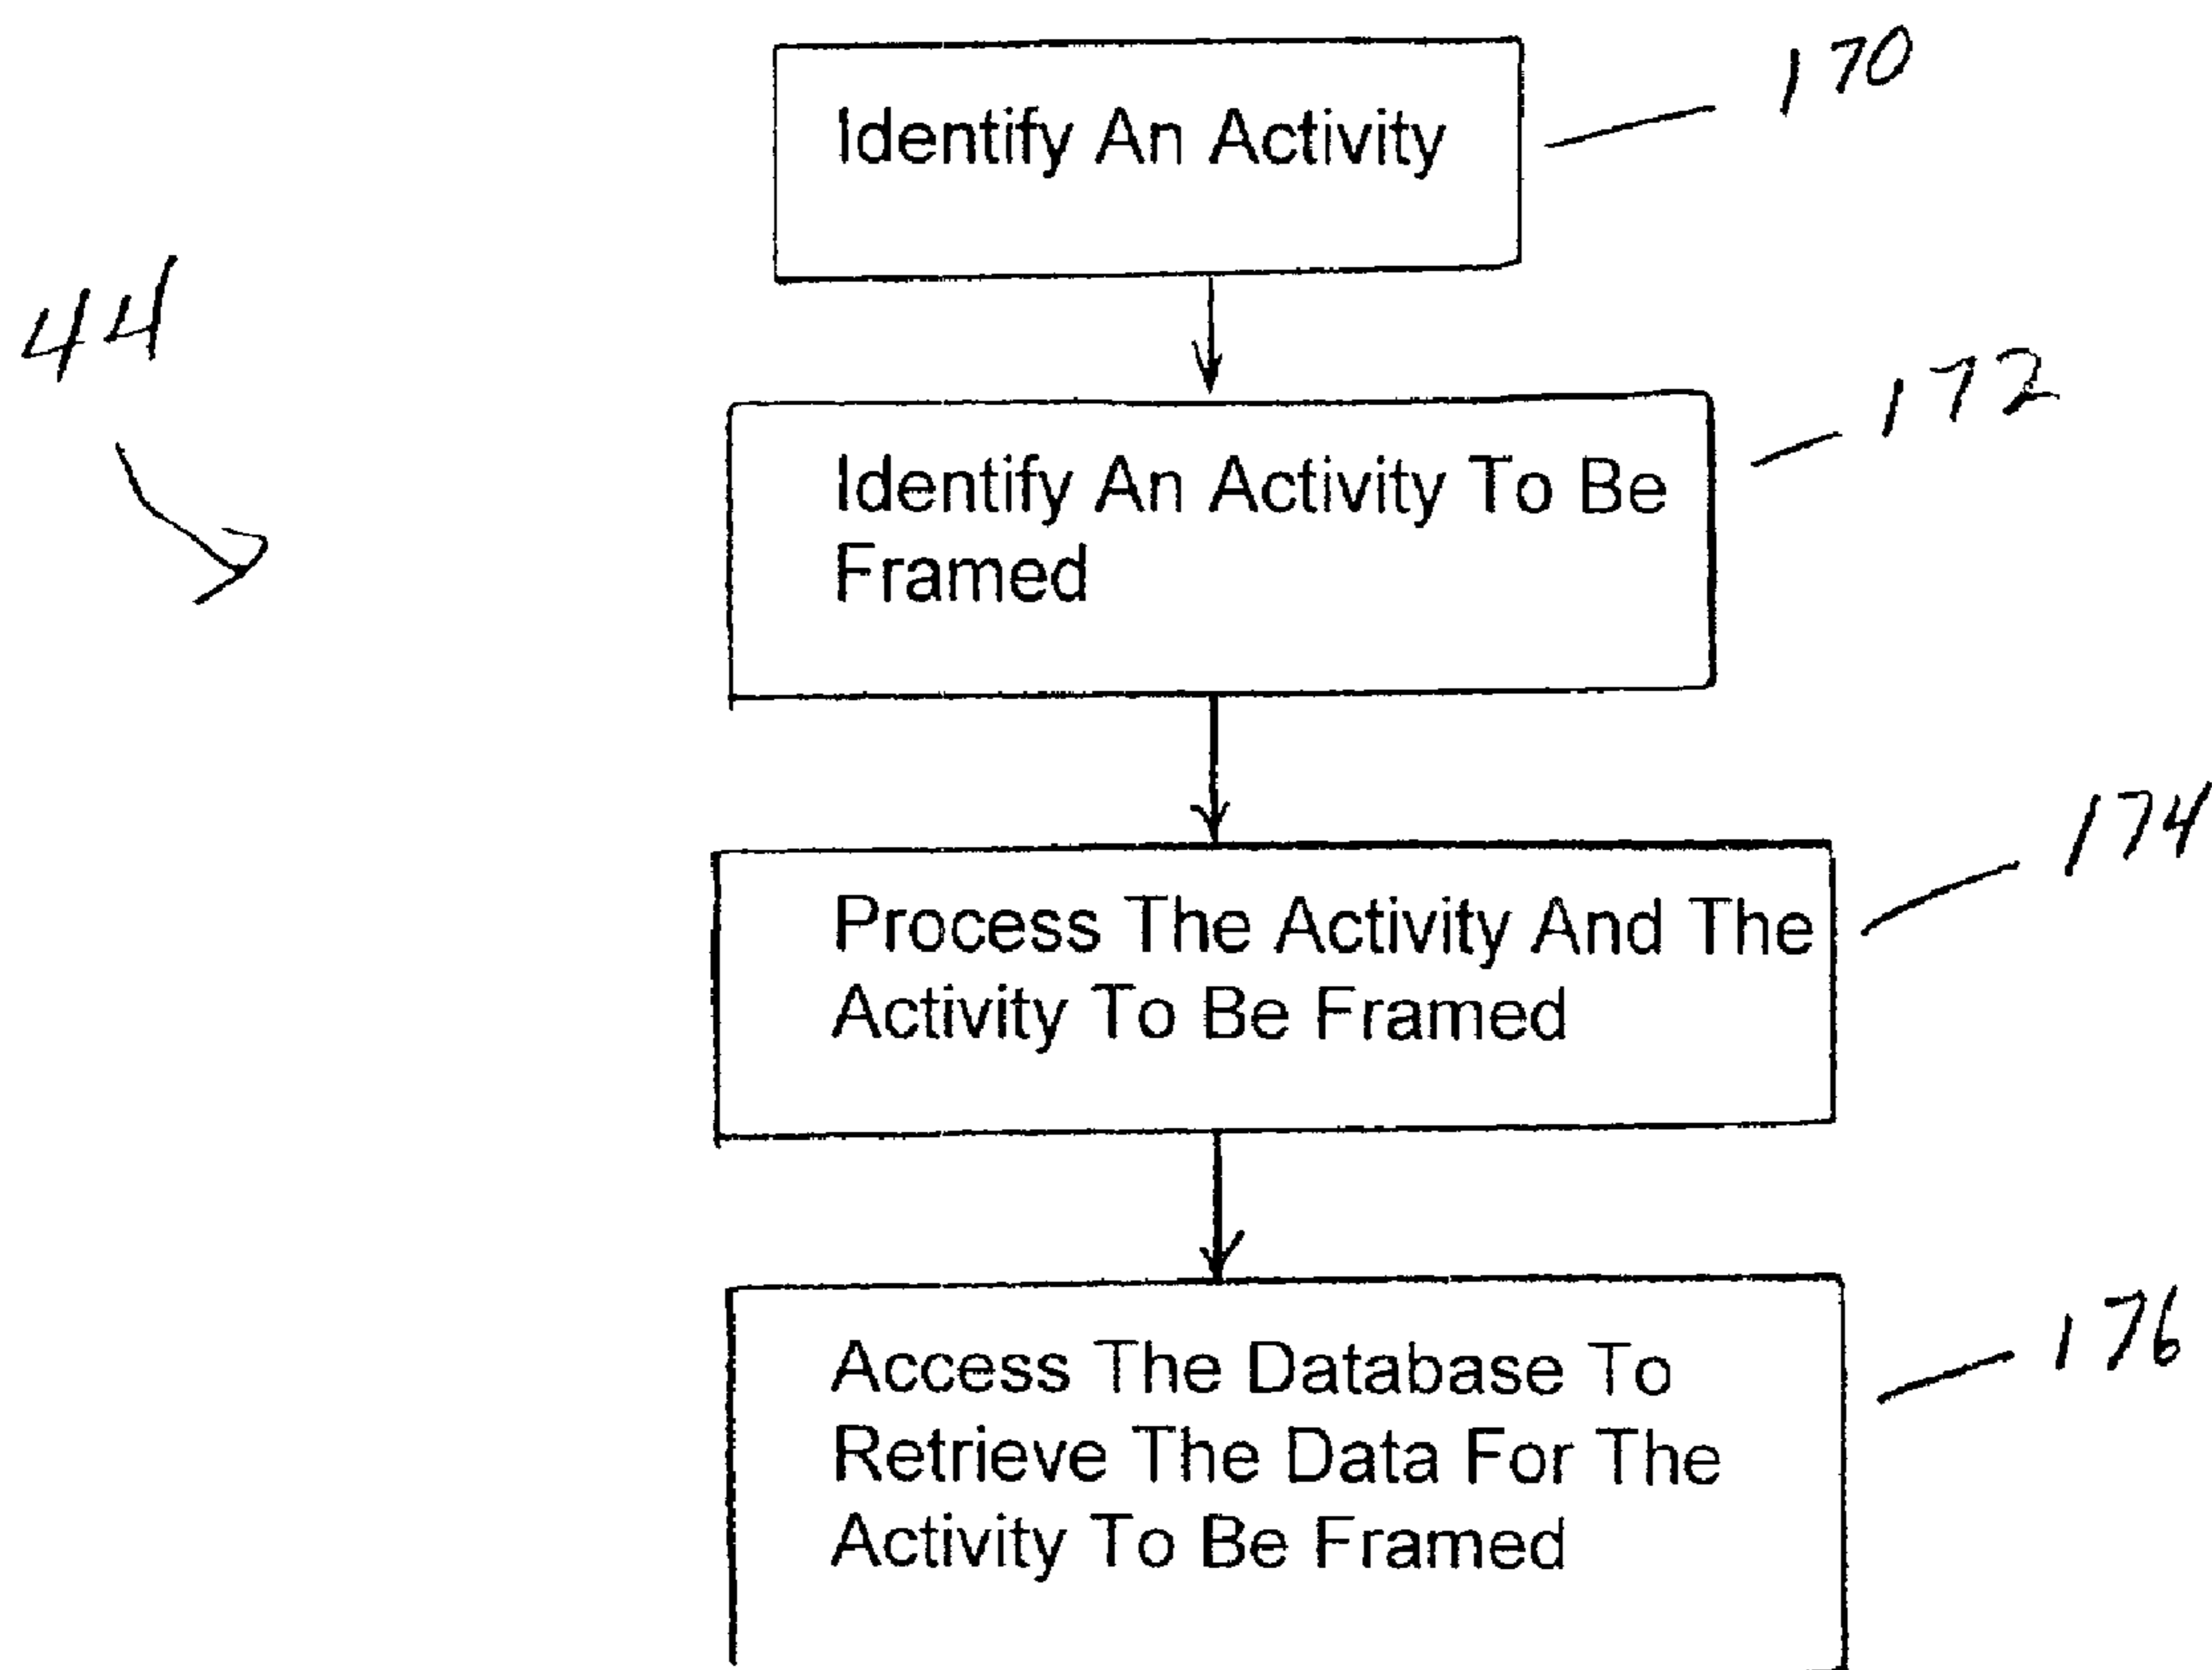 170
Identify An Activity
44
172
Identify An Activity To Be
Framed
174
Process The Activity And The
Activity To Be Framed
176
Access The Database To
Retrieve The Data For The
Activity To Be Framed